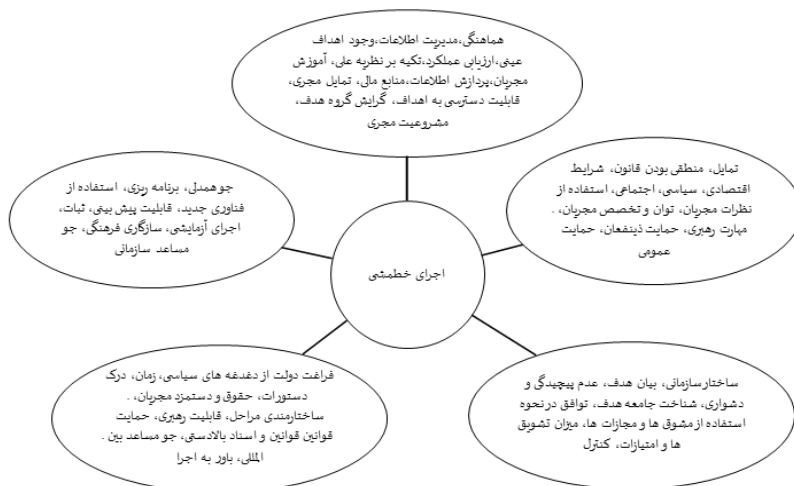 هماهنگی،مدیریت اطلاعات،وجود اهداف
عینی،ارزیابی عملکرد،تکیه بر نظریه علی، آموزش
مجریان،پردازش اطلاعات،منابع مالی، تمایل مجری،
قابلیت دسترسی به اهداف، گرایش گروه هدف،
مشروعیت مجری
تمایل، منطقی بودن قانون، شرایط
اقتصادی، سیاسی، اجتماعی، استفاده از
نظرات مجریان، توان و تخصص مجریان، .
مهارت رهبری، حمایت ذینفعان، حمایت
عمومی
جو همدلی، برنامه ریزی، استفاده از
فناوری جدید، قابلیت پیش بینی، ثبات،
اجرای آزمایشی، سازگاری فرهنگی، جو
مساعد سازمانی
اجرای خطمشی
ساختار سازمانی، بیان هدف، عدم پیچیدگی و
دشواری، شناخت جامعه هدف، توافق در نحوه
استفاده از مشوق ها و مجازات ها، میزان تشویق
ها و امتیازات، کنترل
فراغت دولت از دغدغه های سیاسی، زمان، درک
دستورات، حقوق و دستمزد مجریان، .
ساختارمندی مراحل، قابلیت رهبری، حمایت
قوانین قوانین و اسناد بالادستی، جو مساعد بین .
المللی، باور به اجرا